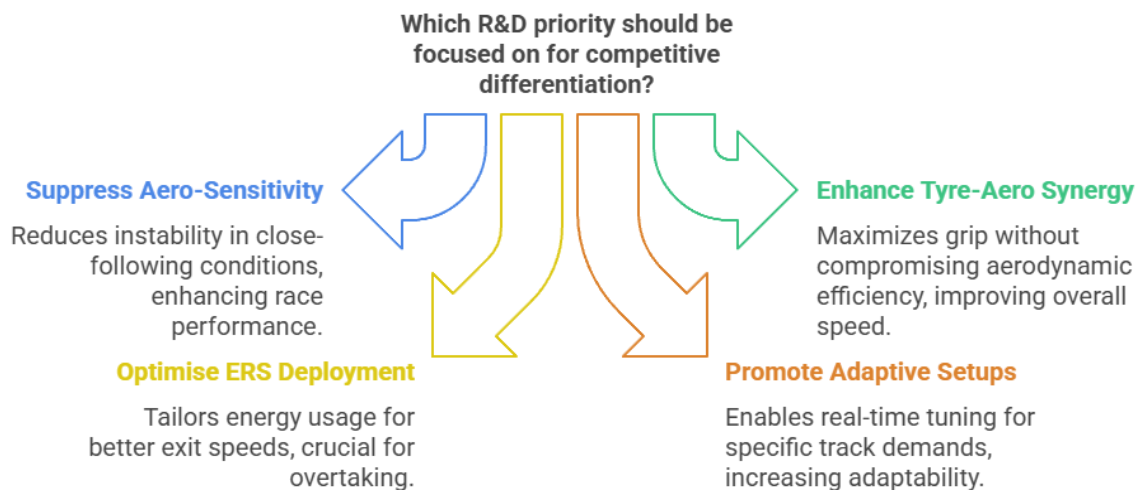 Which R&D priority should be
focused on for competitive
differentiation?
Suppress Aero-Sensitivity
Reduces instability in close-
following conditions,
enhancing race
performance.
Enhance Tyre-Aero Synergy
Maximizes grip without
compromising aerodynamic
efficiency, improving overall
speed.
Optimise ERS Deployment
Tailors energy usage for
better exit speeds, crucial for
overtaking.
Promote Adaptive Setups
Enables real-time tuning for
specific track demands,
increasing adaptability.